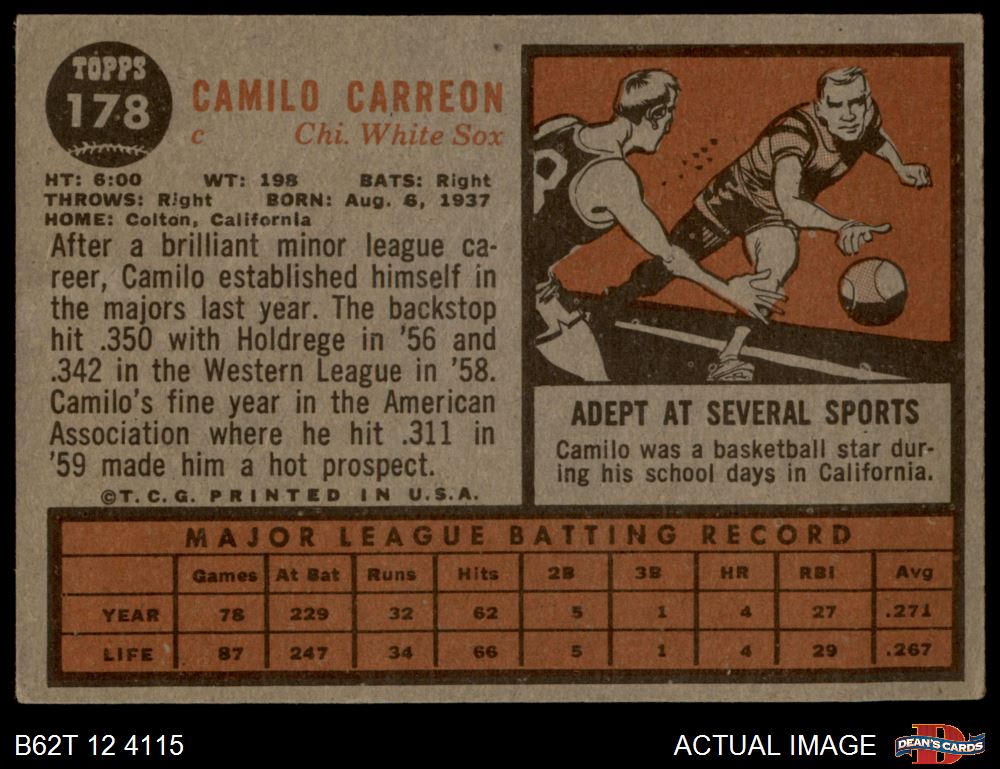 TOPPS
178
CAMILO CARREON
c Chi. White Sox
HT: 6:00 WT: 198 BATS: Right
THROWS: Right BORN: Aug. 6, 1937
HOME: Colton, California
After a brilliant minor league ca-
reer, Camilo established himself in
the majors last year. The backstop
hit .350 with Holdrege in '56 and
.342 in the Western League in '58.
Camilo's fine year in the American
Association where he hit .311 in
'59 made him a hot prospect.
©T.C.G. PRINTED IN U.S.A.
ADEPT AT SEVERAL SPORTS
Camilo was a basketball star dur-
ing his school days in California.
MAJOR LEAGUE BATTING RECORD
Games At Bat Runs Hits 2B 3B HR RBI Avg
YEAR 78 229 32 62 5 1 4 27 .271
LIFE 87 247 34 66 5 1 4 29 .267
B62T 12 4115
ACTUAL IMAGE
DEAN'S CARDS